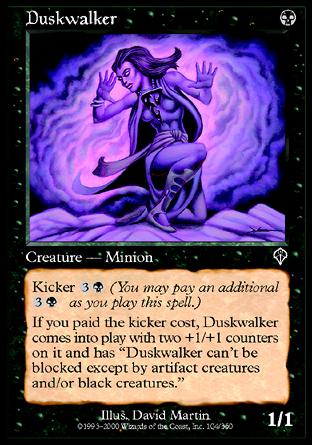 Duskwalker
Creature — Minion
Kicker 3 (You may pay an additional
3 as you play this spell.)
If you paid the kicker cost, Duskwalker
comes into play with two +1/+1 counters
on it and has “Duskwalker can't be
blocked except by artifact creatures
and/or black creatures.”
Illus. David Martin
©1993–2000 Wizards of the Coast, Inc. 104/350
1/1